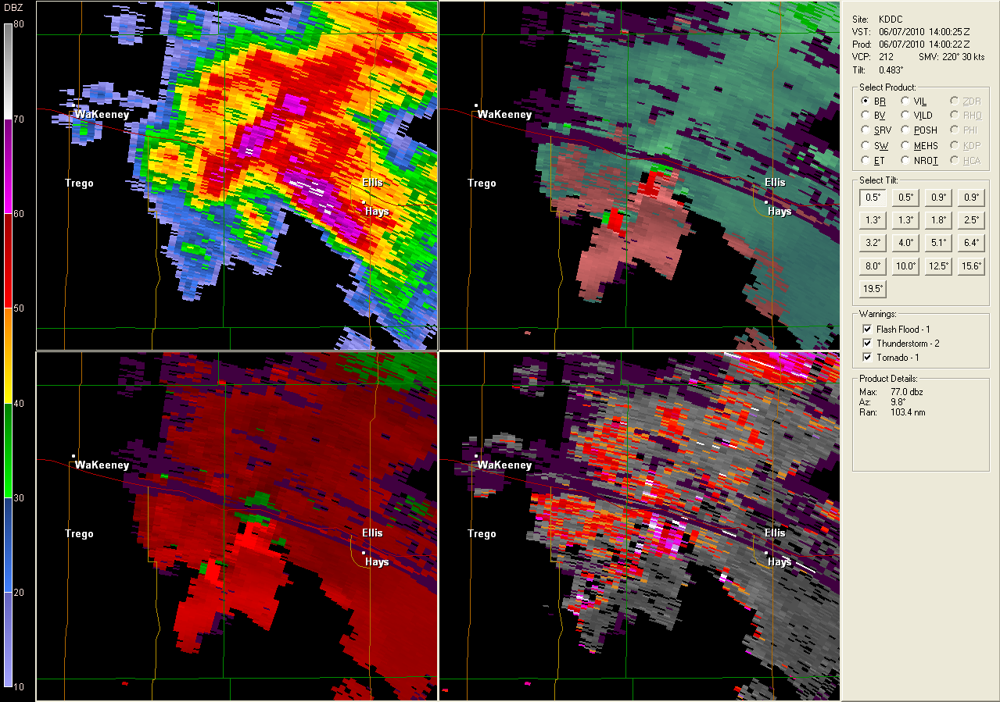 DBZ
80
70
60
50
40
30
20
10
WaKeeney
Trego
Ellis
Hays
WaKeeney
Trego
Ellis
Hays
WaKeeney
Trego
Ellis
Hays
WaKeeney
Trego
Ellis
Hays
Site: KDDC
VST: 06/07/2010 14:00:25 Z
Prod: 06/07/2010 14:00:22 Z
VCP: 212 SMV: 220° 30 kts
Tilt: 0.483°
Select Product:
BR VIL ZDR
BV VILD RHO
SRV POSH PHI
SW MEHS KDP
ET NROT HCA
Select Tilt:
0.5° 0.5° 0.9° 0.9°
1.3° 1.3° 1.8° 2.5°
3.2° 4.0° 5.1° 6.4°
8.0° 10.0° 12.5° 15.6°
19.5°
Warnings:
Flash Flood - 1
Thunderstorm - 2
Tornado - 1
Product Details:
Max: 77.0 dbz
Az: 9.8°
Ran: 103.4 nm